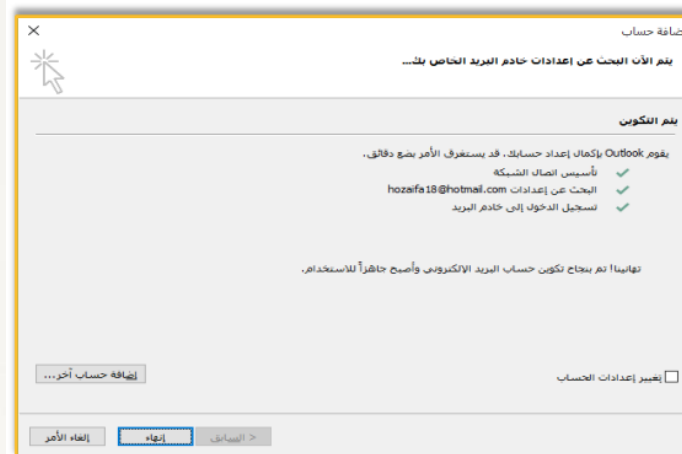 ضافة حساب
يتم الآن البحث عن إعدادات خادم البريد الخاص بك...
يتم التكوين
يقوم Outlook بإكمال إعداد حسابك. قد يستغرق الأمر بضع دقائق.
تأسيس اتصال الشبكة
البحث عن إعدادات hozaifa18@hotmail.com
تسجيل الدخول إلى خادم البريد
تهانينا! تم بنجاح تكوين حساب البريد الإلكتروني وأصبح جاهزاً للاستخدام.
تغيير إعدادات الحساب
إضافة حساب آخر...
< السابق
إنهاء
إلغاء الأمر